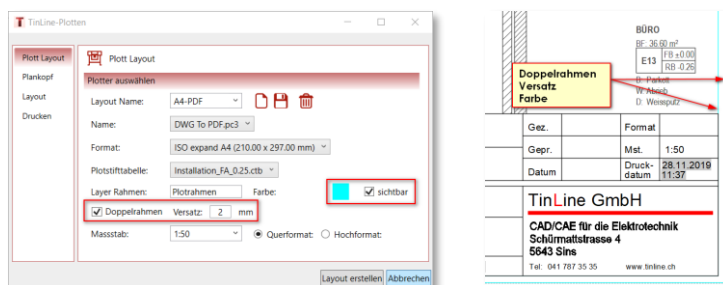 TinLine-Plotten
Plott Layout
Plankopf
Layout
Drucken
Plott Layout
Plotter auswählen
Layout Name: A4-PDF
Name: DWG To PDF.pc3
Format: ISO expand A4 (210.00 x 297.00 mm)
Plotstifttabelle: Installation_FA_0.25.ctb
Layer Rahmen: Plotrahmen Farbe: sichtbar
Doppelrahmen Versatz: 2 mm
Massstab: 1:50 Querformat: Hochformat:
Layout erstellen Abbrechen
BÜRO
BF: 36.60 m²
E13 FB ±0.00
RB -0.26
D: Parkett
W: Abrieb
D: Weissputz
Doppelrahmen
Versatz
Farbe
Gez. Format
Gepr. Mst. 1:50
Datum Druck-datum 28.11.2019 11:37
TinLine GmbH
CAD/CAE für die Elektrotechnik
Schürmattstrasse 4
5643 Sins
Tel: 041 787 35 35 www.tinline.ch